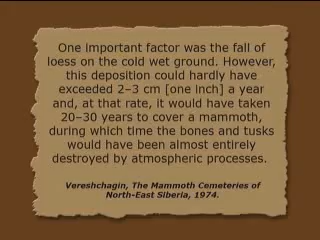 One important factor was the fall of
loess on the cold wet ground. However,
this deposition could hardly have
exceeded 2–3 cm [one inch] a year
and, at that rate, it would have taken
20–30 years to cover a mammoth,
during which time the bones and tusks
would have been almost entirely
destroyed by atmospheric processes.
Vereshchagin, The Mammoth Cemeteries of
North-East Siberia, 1974.